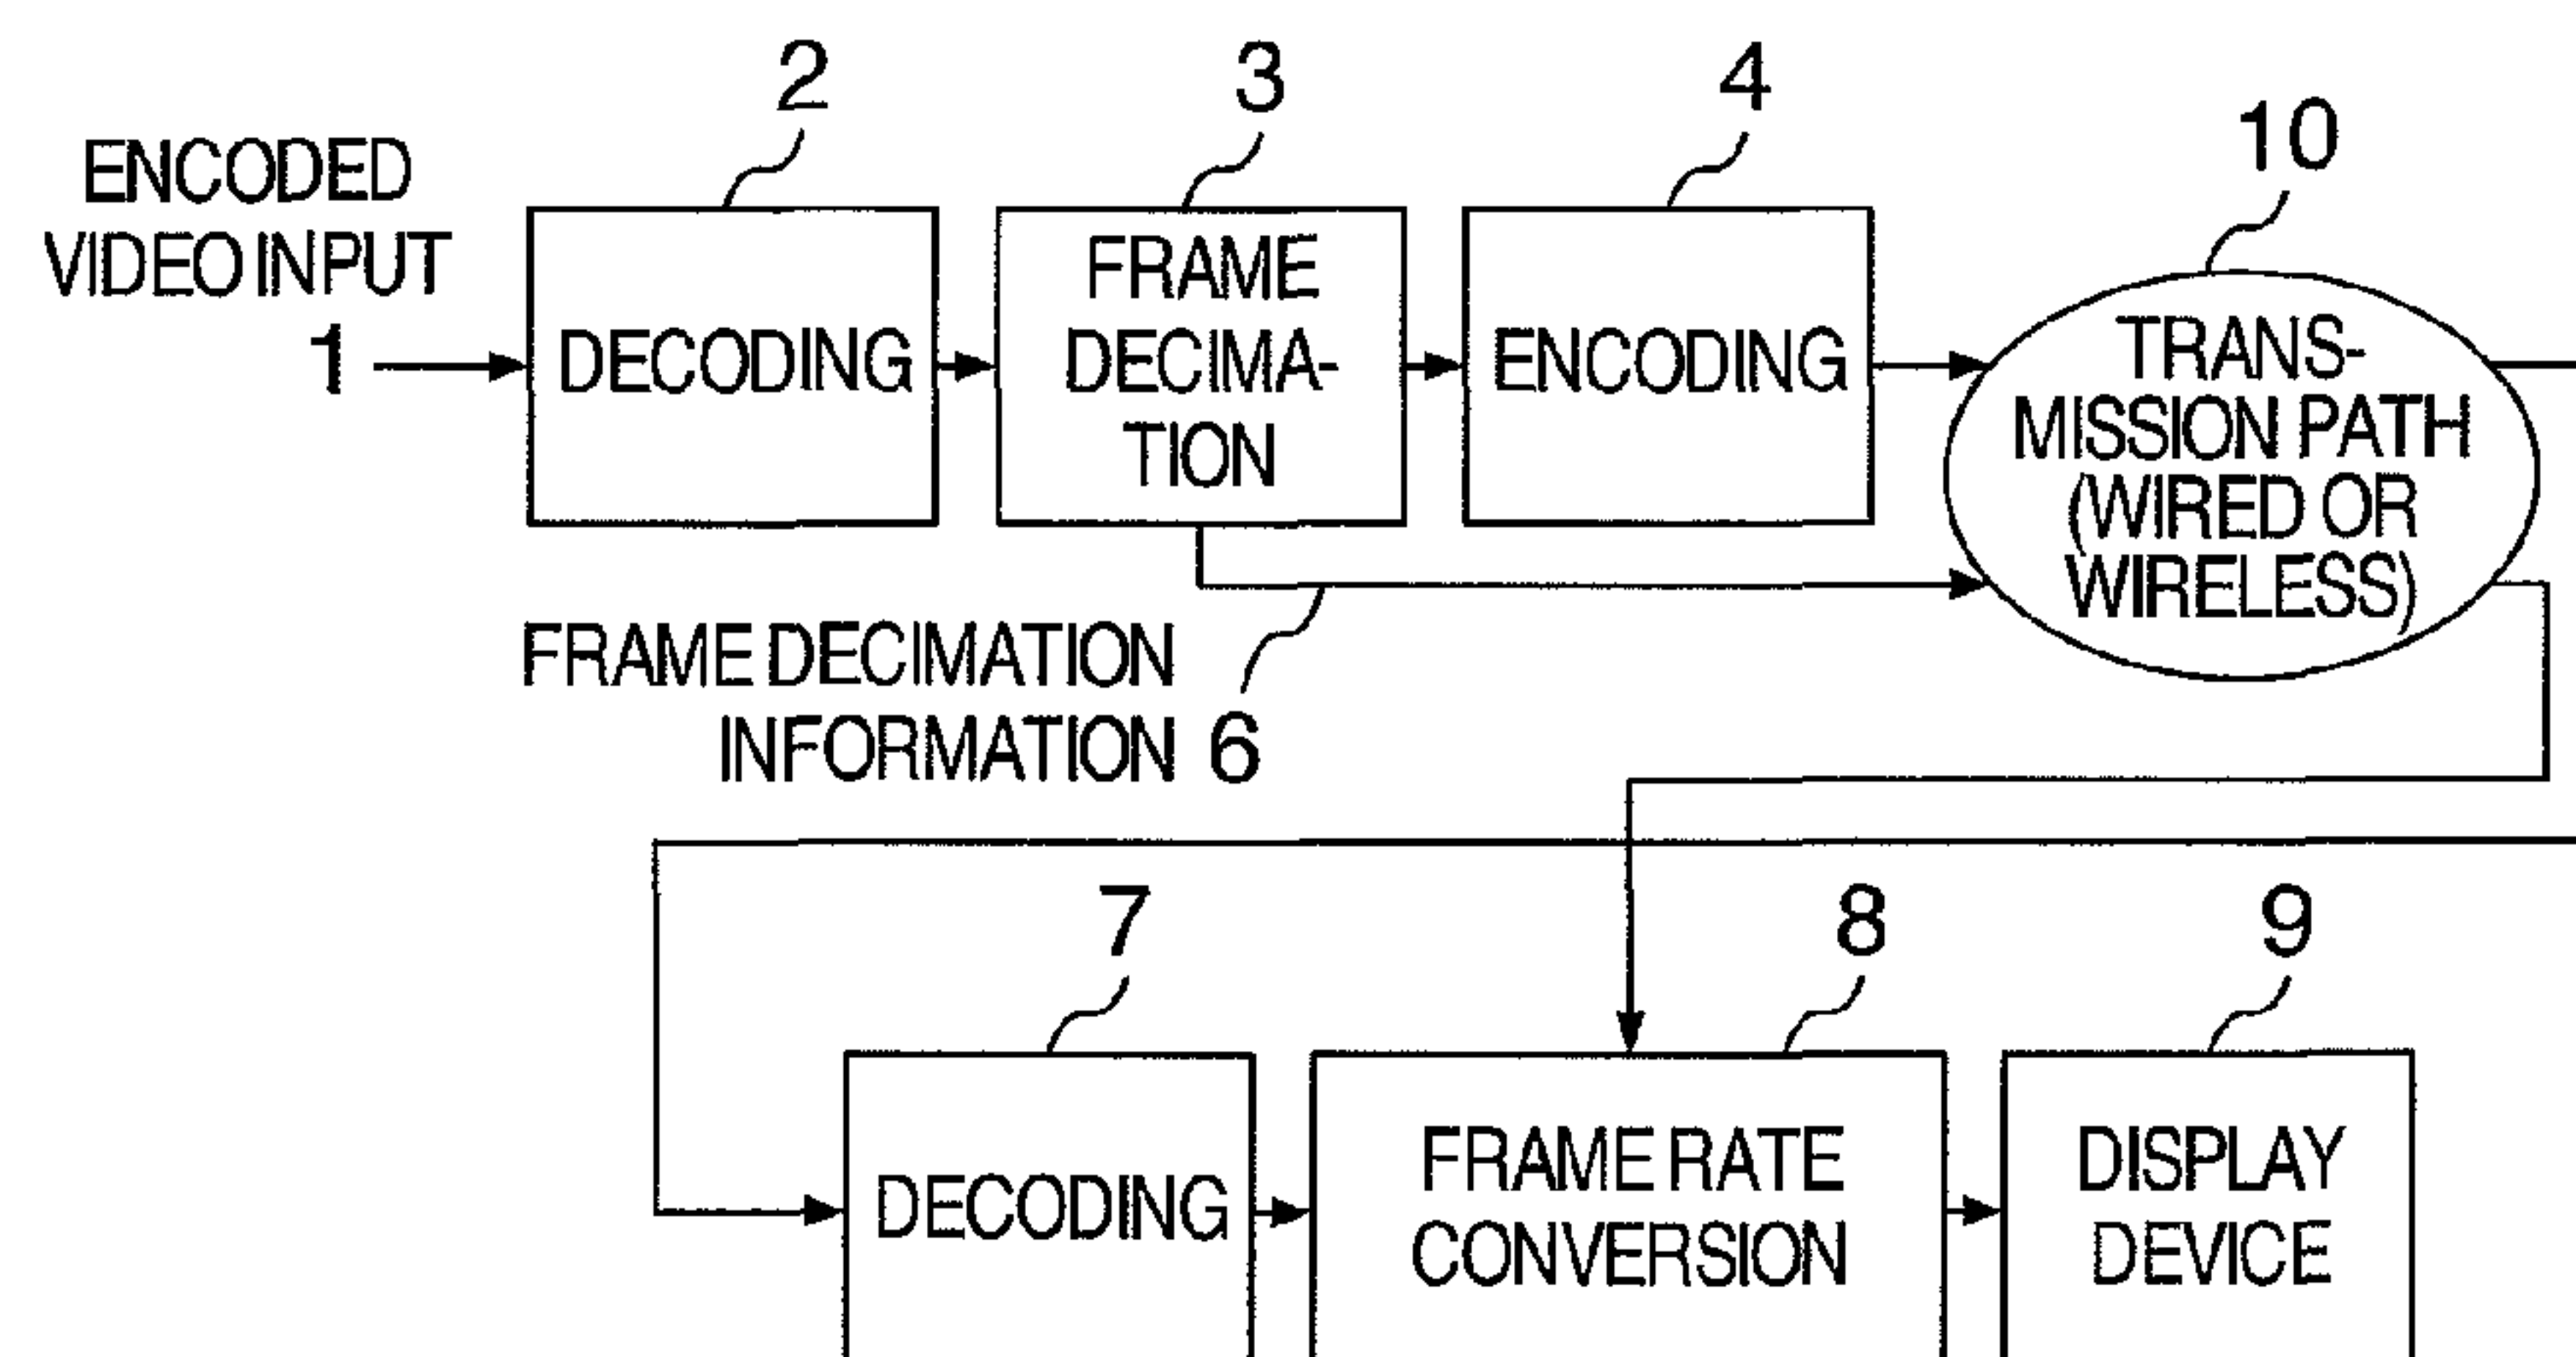 2
3
4
10
ENCODED
VIDEO INPUT
1
DECODING
FRAME
DECIMA-
TION
ENCODING
TRANS-
MISSION PATH
(WIRED OR
WIRELESS)
FRAME DECIMATION
INFORMATION 6
7
8
9
DECODING
FRAME RATE
CONVERSION
DISPLAY
DEVICE